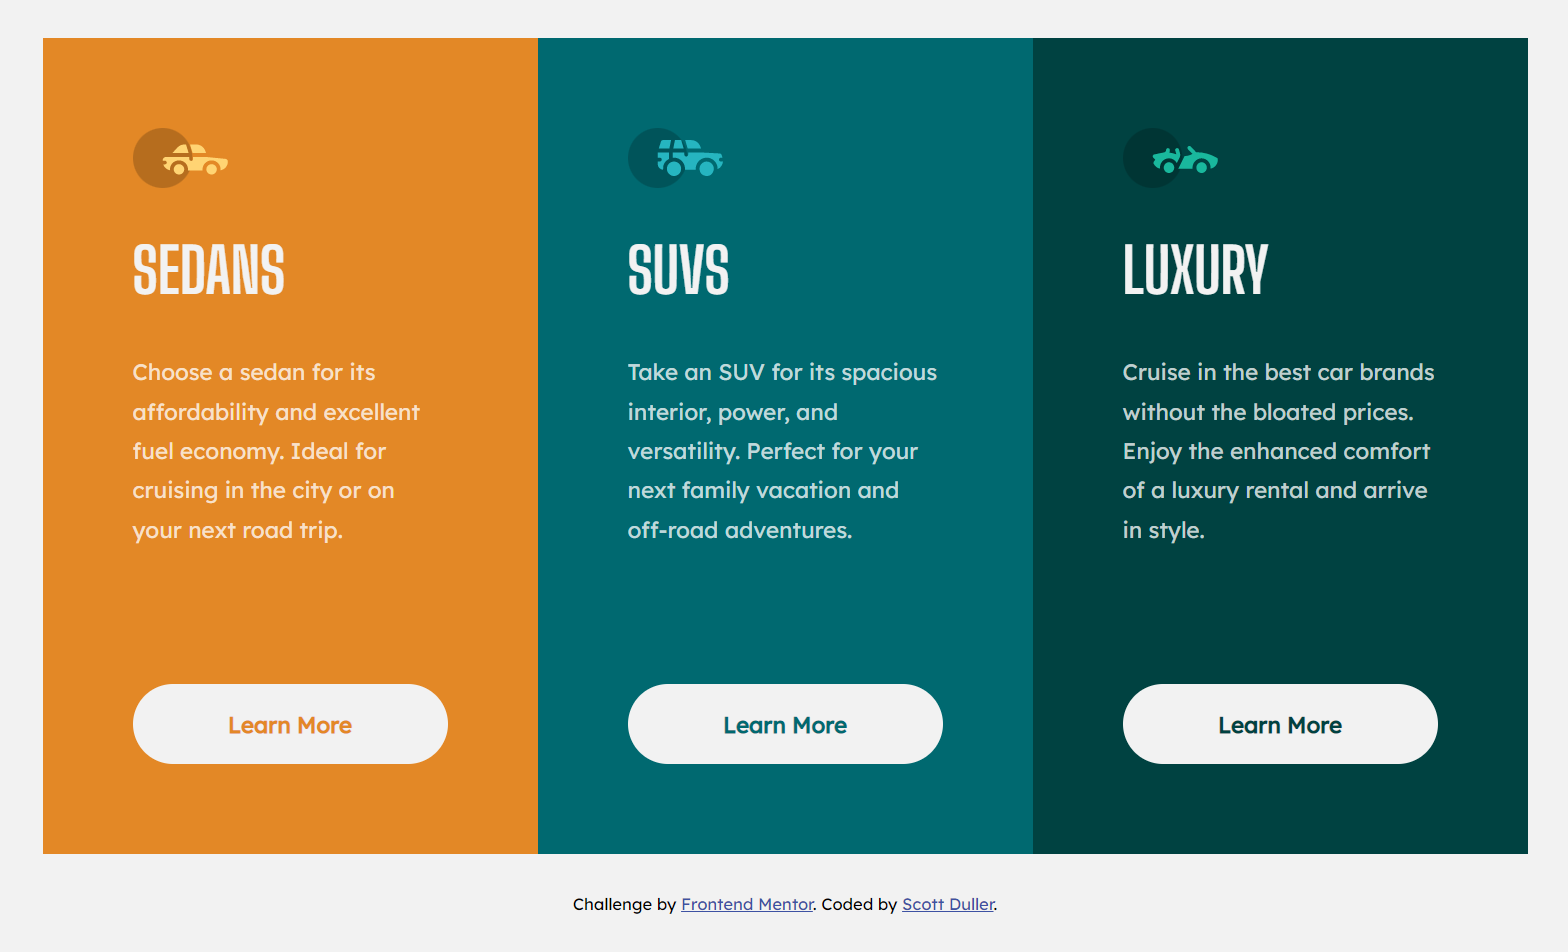 SEDANS
Choose a sedan for its
affordability and excellent
fuel economy. Ideal for
cruising in the city or on
your next road trip.
Learn More
SUVS
Take an SUV for its spacious
interior, power, and
versatility. Perfect for your
next family vacation and
off-road adventures.
Learn More
LUXURY
Cruise in the best car brands
without the bloated prices.
Enjoy the enhanced comfort
of a luxury rental and arrive
in style.
Learn More
Challenge by Frontend Mentor. Coded by Scott Duller.